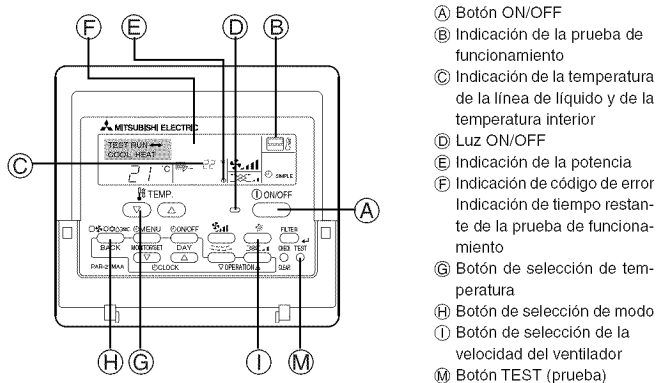 Ⓕ Ⓔ Ⓓ Ⓑ
MITSUBISHI ELECTRIC
TEST RUN
COOL HEAT
21 °C
22
SIMPLE
Ⓒ
TEMP.
ON/OFF
Ⓐ
MENU
ON/OFF
FILTER
BACK
MONITOR/SET
DAY
CHECK TEST
PAR-21MAA
CLOCK
OPERATION
CLEAR
Ⓗ Ⓖ Ⓘ Ⓜ
Ⓐ Botón ON/OFF
Ⓑ Indicación de la prueba de
funcionamiento
Ⓒ Indicación de la temperatura
de la línea de líquido y de la
temperatura interior
Ⓓ Luz ON/OFF
Ⓔ Indicación de la potencia
Ⓕ Indicación de código de error
Indicación de tiempo restan-
te de la prueba de funciona-
miento
Ⓖ Botón de selección de tem-
peratura
Ⓗ Botón de selección de modo
Ⓘ Botón de selección de la
velocidad del ventilador
Ⓜ Botón TEST (prueba)